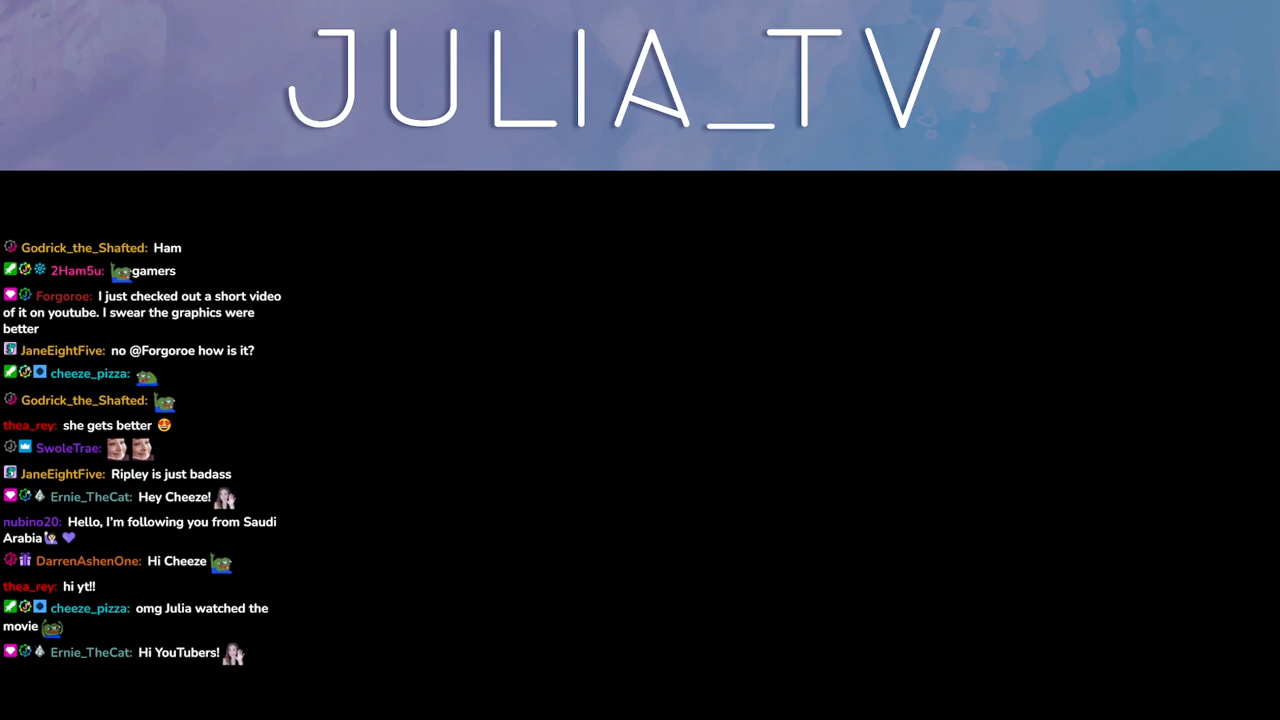 JULIA_TV
Godrick_the_Shafted: Ham
2Ham5u: gamers
Forgoroe: I just checked out a short video
of it on youtube. I swear the graphics were
better
JaneEightFive: no @Forgoroe how is it?
cheeze_pizza:
Godrick_the_Shafted:
thea_rey: she gets better 😍
SwoleTrae:
JaneEightFive: Ripley is just badass
Ernie_TheCat: Hey Cheeze!
nubino20: Hello, I'm following you from Saudi
Arabia🙋🏻‍♀️ 💜
DarrenAshenOne: Hi Cheeze
thea_rey: hi yt!!
cheeze_pizza: omg Julia watched the
movie
Ernie_TheCat: Hi YouTubers!